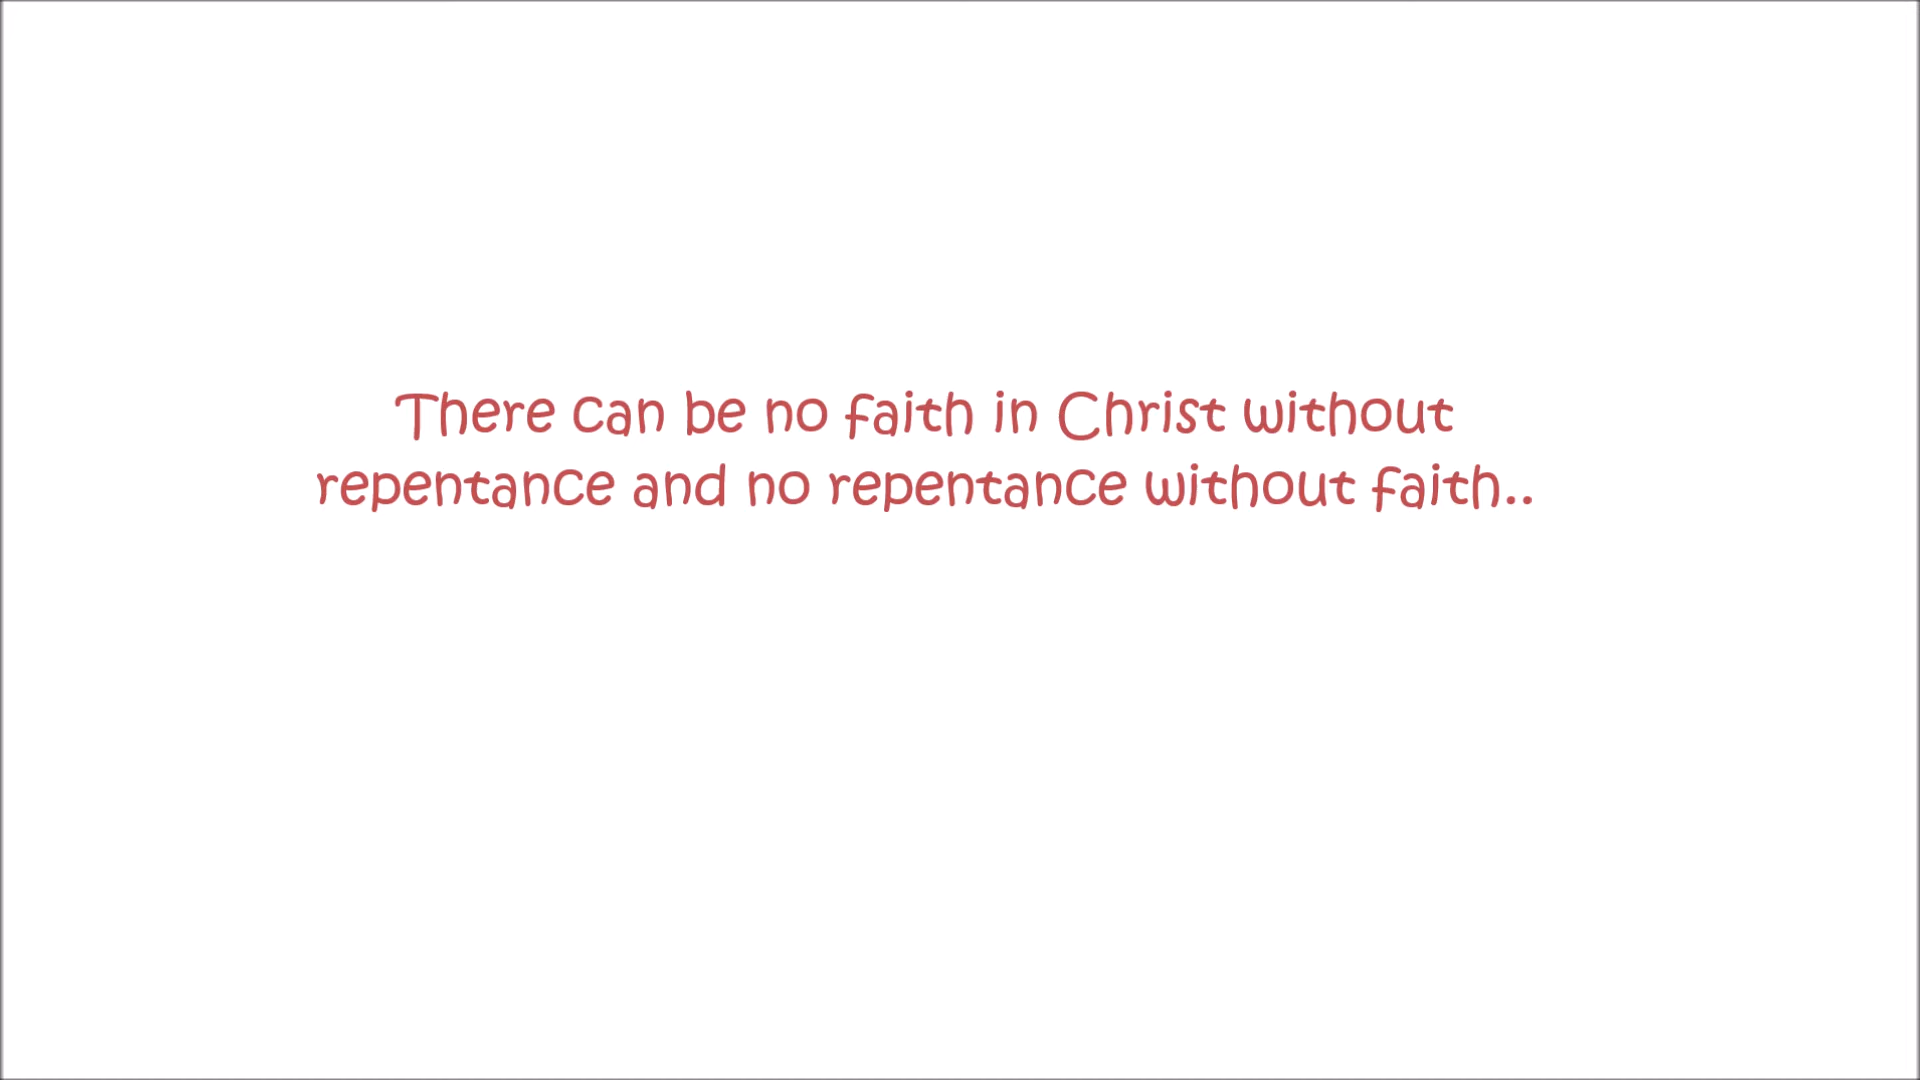 There can be no faith in Christ without
repentance and no repentance without faith..